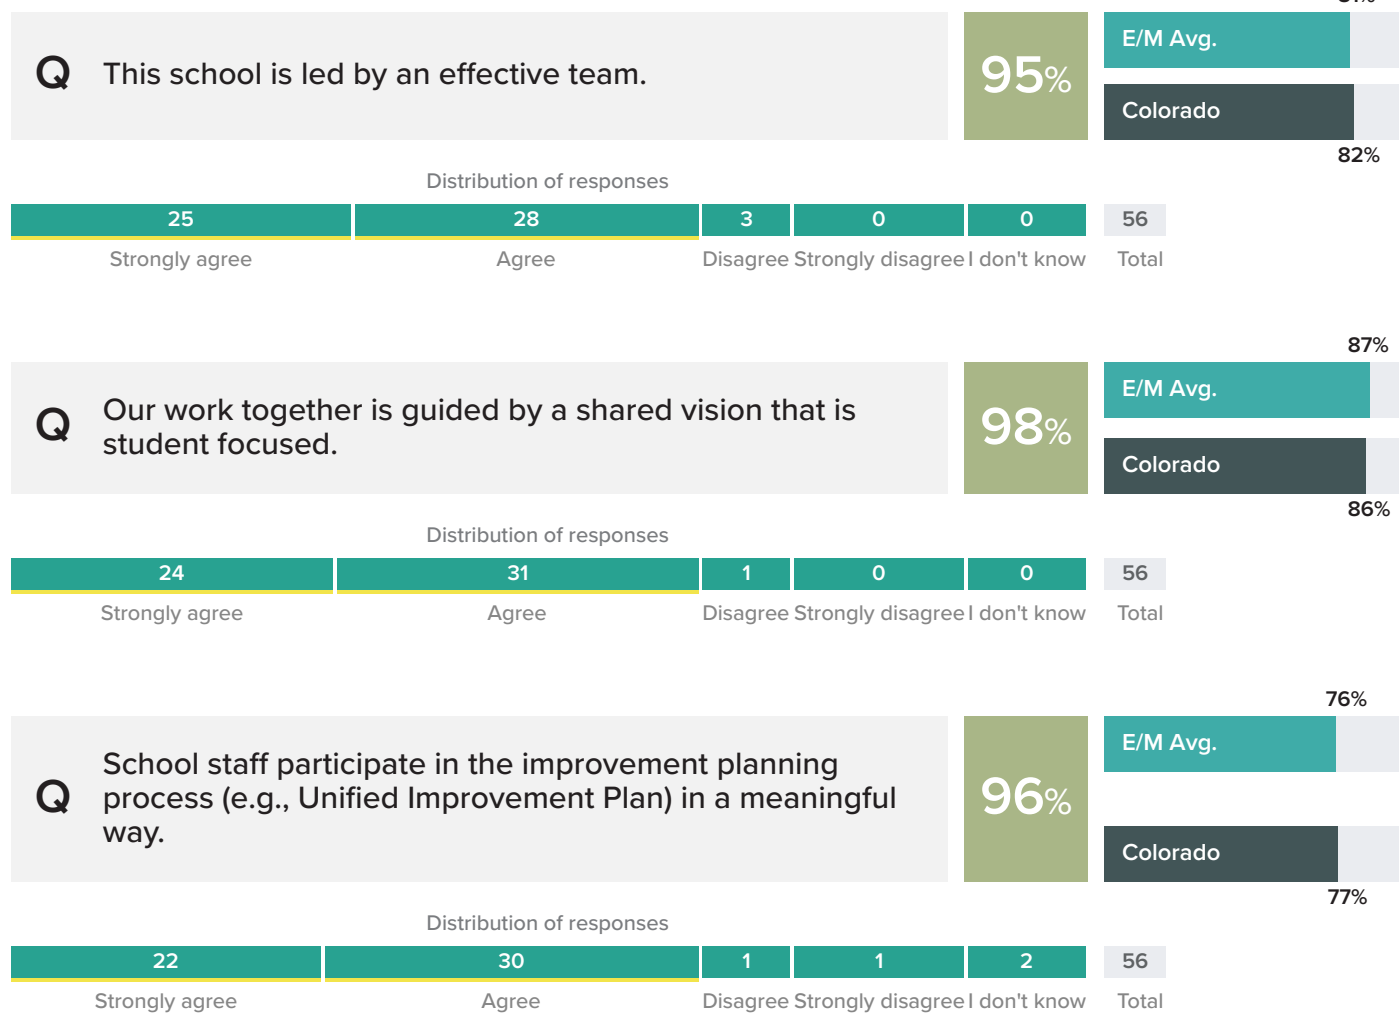 Q This school is led by an effective team.
95%
E/M Avg.
Colorado
82%
Distribution of responses
25 28 3 0 0 56
Strongly agree Agree Disagree Strongly disagree I don't know Total
87%
Q Our work together is guided by a shared vision that is
student focused.
98%
E/M Avg.
Colorado
86%
Distribution of responses
24 31 1 0 0 56
Strongly agree Agree Disagree Strongly disagree I don't know Total
76%
Q School staff participate in the improvement planning
process (e.g., Unified Improvement Plan) in a meaningful
way.
96%
E/M Avg.
Colorado
77%
Distribution of responses
22 30 1 1 2 56
Strongly agree Agree Disagree Strongly disagree I don't know Total